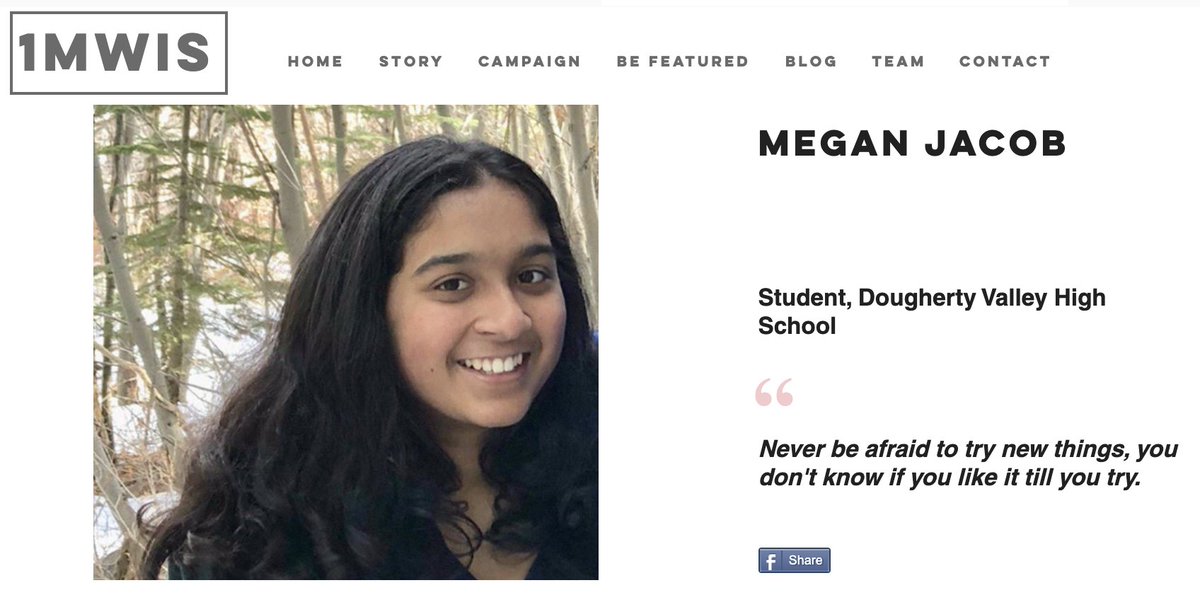 1MWIS
HOME STORY CAMPAIGN BE FEATURED BLOG TEAM CONTACT
MEGAN JACOB
Student, Dougherty Valley High
School
“
Never be afraid to try new things, you
don't know if you like it till you try.
f Share